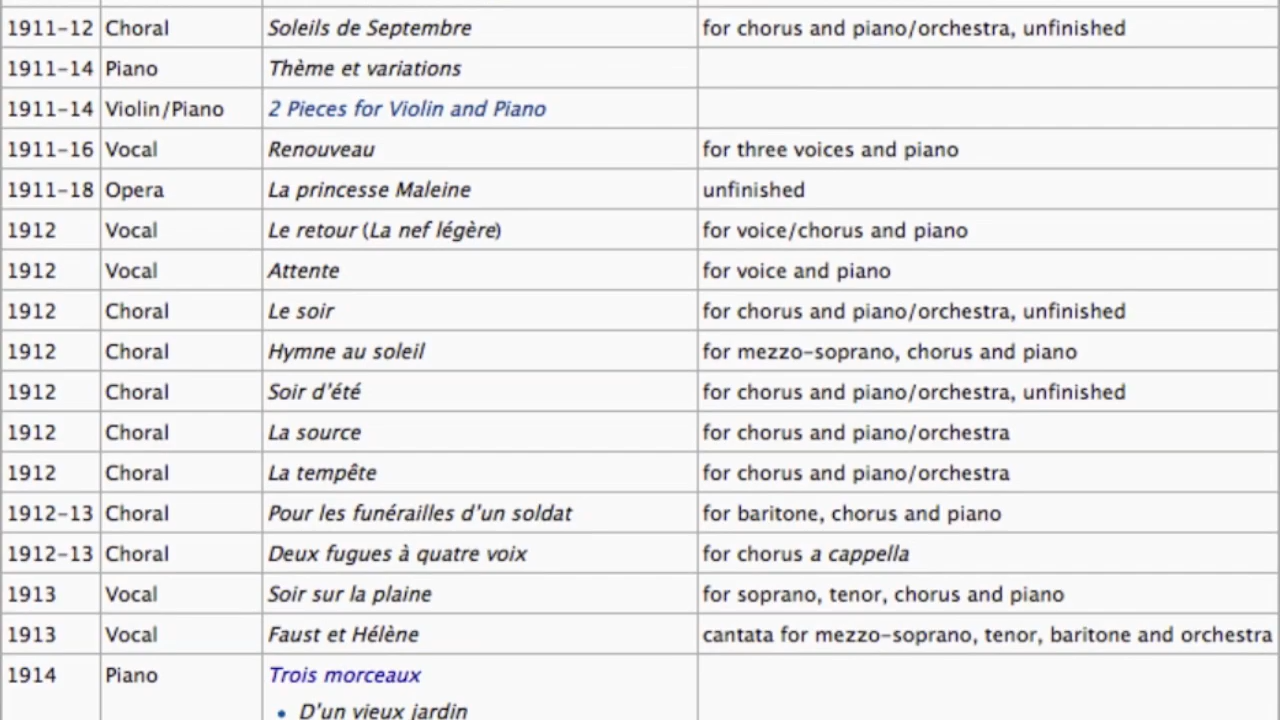 1911–12 Choral Soleils de Septembre for chorus and piano/orchestra, unfinished
1911–14 Piano Thème et variations
1911–14 Violin/Piano 2 Pieces for Violin and Piano
1911–16 Vocal Renouveau for three voices and piano
1911–18 Opera La princesse Maleine unfinished
1912 Vocal Le retour (La nef légère) for voice/chorus and piano
1912 Vocal Attente for voice and piano
1912 Choral Le soir for chorus and piano/orchestra, unfinished
1912 Choral Hymne au soleil for mezzo-soprano, chorus and piano
1912 Choral Soir d'été for chorus and piano/orchestra, unfinished
1912 Choral La source for chorus and piano/orchestra
1912 Choral La tempête for chorus and piano/orchestra
1912–13 Choral Pour les funérailles d'un soldat for baritone, chorus and piano
1912–13 Choral Deux fugues à quatre voix for chorus a cappella
1913 Vocal Soir sur la plaine for soprano, tenor, chorus and piano
1913 Vocal Faust et Hélène cantata for mezzo-soprano, tenor, baritone and orchestra
1914 Piano Trois morceaux
• D'un vieux jardin